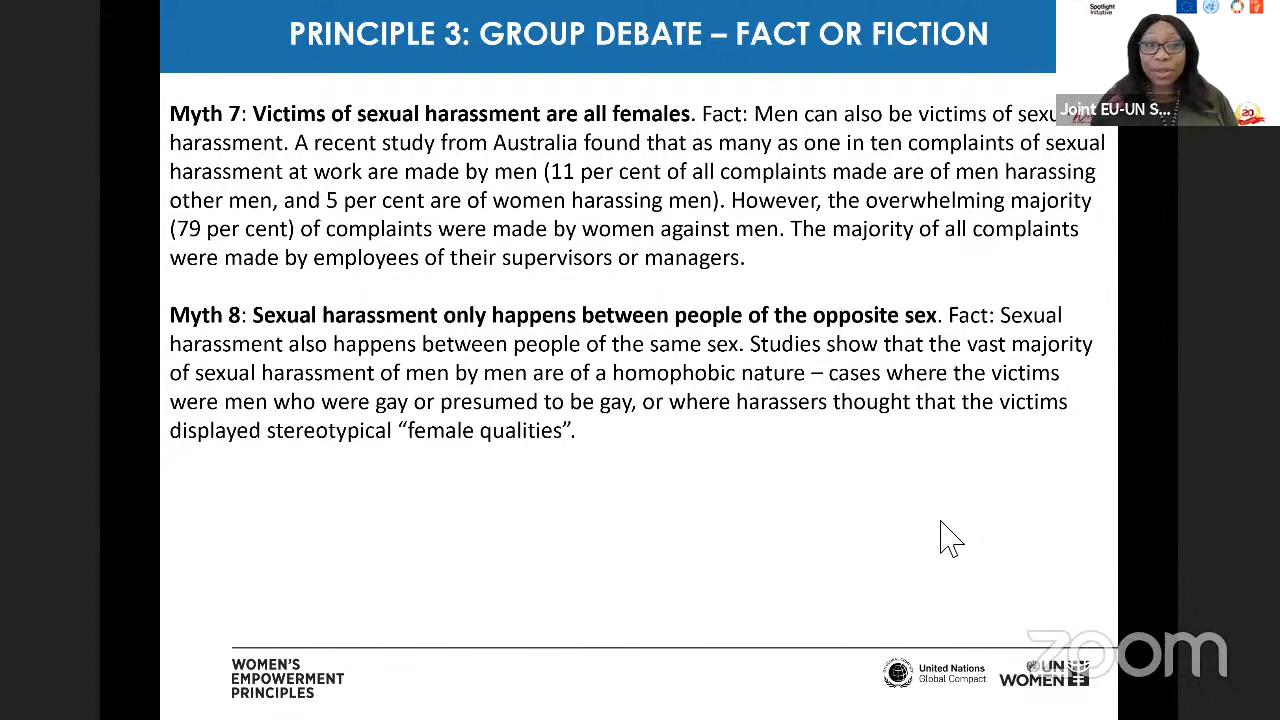 PRINCIPLE 3: GROUP DEBATE – FACT OR FICTION
Spotlight
Initiative
Joint EU-UN S...
20
Myth 7: Victims of sexual harassment are all females. Fact: Men can also be victims of sexu
harassment. A recent study from Australia found that as many as one in ten complaints of sexual
harassment at work are made by men (11 per cent of all complaints made are of men harassing
other men, and 5 per cent are of women harassing men). However, the overwhelming majority
(79 per cent) of complaints were made by women against men. The majority of all complaints
were made by employees of their supervisors or managers.
Myth 8: Sexual harassment only happens between people of the opposite sex. Fact: Sexual
harassment also happens between people of the same sex. Studies show that the vast majority
of sexual harassment of men by men are of a homophobic nature – cases where the victims
were men who were gay or presumed to be gay, or where harassers thought that the victims
displayed stereotypical “female qualities”.
WOMEN'S
EMPOWERMENT
PRINCIPLES
United Nations
Global Compact
UN
WOMEN
zoom